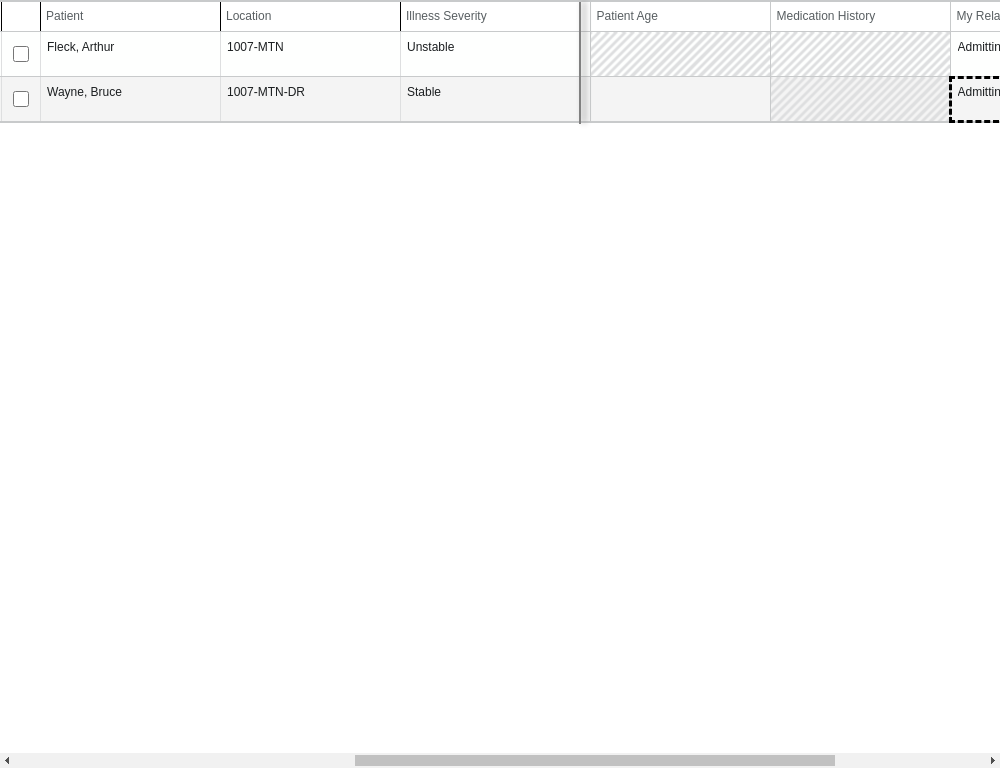 Patient Location Illness Severity Patient Age Medication History My Rela
Fleck, Arthur 1007-MTN Unstable Admittin
Wayne, Bruce 1007-MTN-DR Stable Admittin